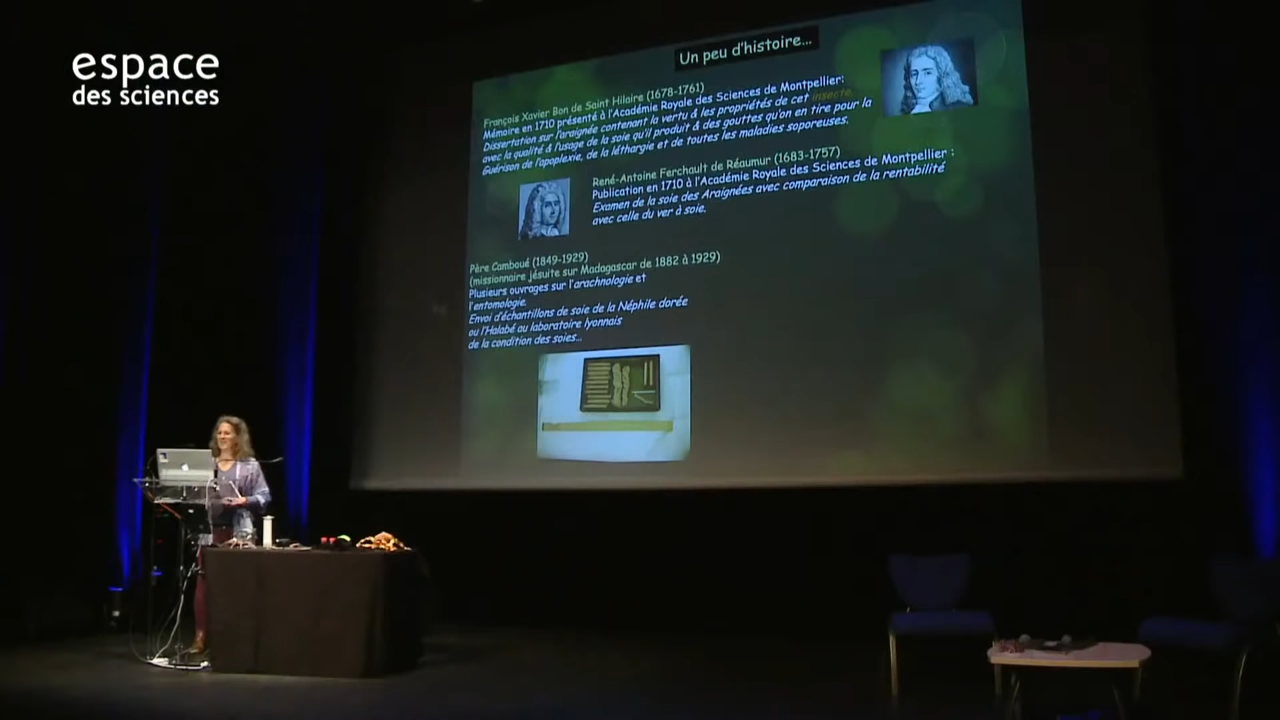 espace
des sciences
Un peu d'histoire...
François Xavier Bon de Saint Hilaire (1678-1761)
Mémoire en 1710 présenté à l'Académie Royale des Sciences de Montpellier:
Dissertation sur l'araignée contenant la vertu & les propriétés de cet insecte,
avec la qualité & l'usage de la soie qu'il produit & des gouttes qu'on en tire pour la
Guérison de l'apoplexie, de la léthargie et de toutes les maladies soporeuses.
René-Antoine Ferchault de Réaumur (1683-1757)
Publication en 1710 à l'Académie Royale des Sciences de Montpellier :
Examen de la soie des Araignées avec comparaison de la rentabilité
avec celle du ver à soie.
Père Camboué (1849-1929)
(missionnaire jésuite sur Madagascar de 1882 à 1929)
Plusieurs ouvrages sur l'arachnologie et
l'entomologie.
Envoi d'échantillons de soie de la Néphile dorée
ou l'Halabé au laboratoire lyonnais
de la condition des soies...